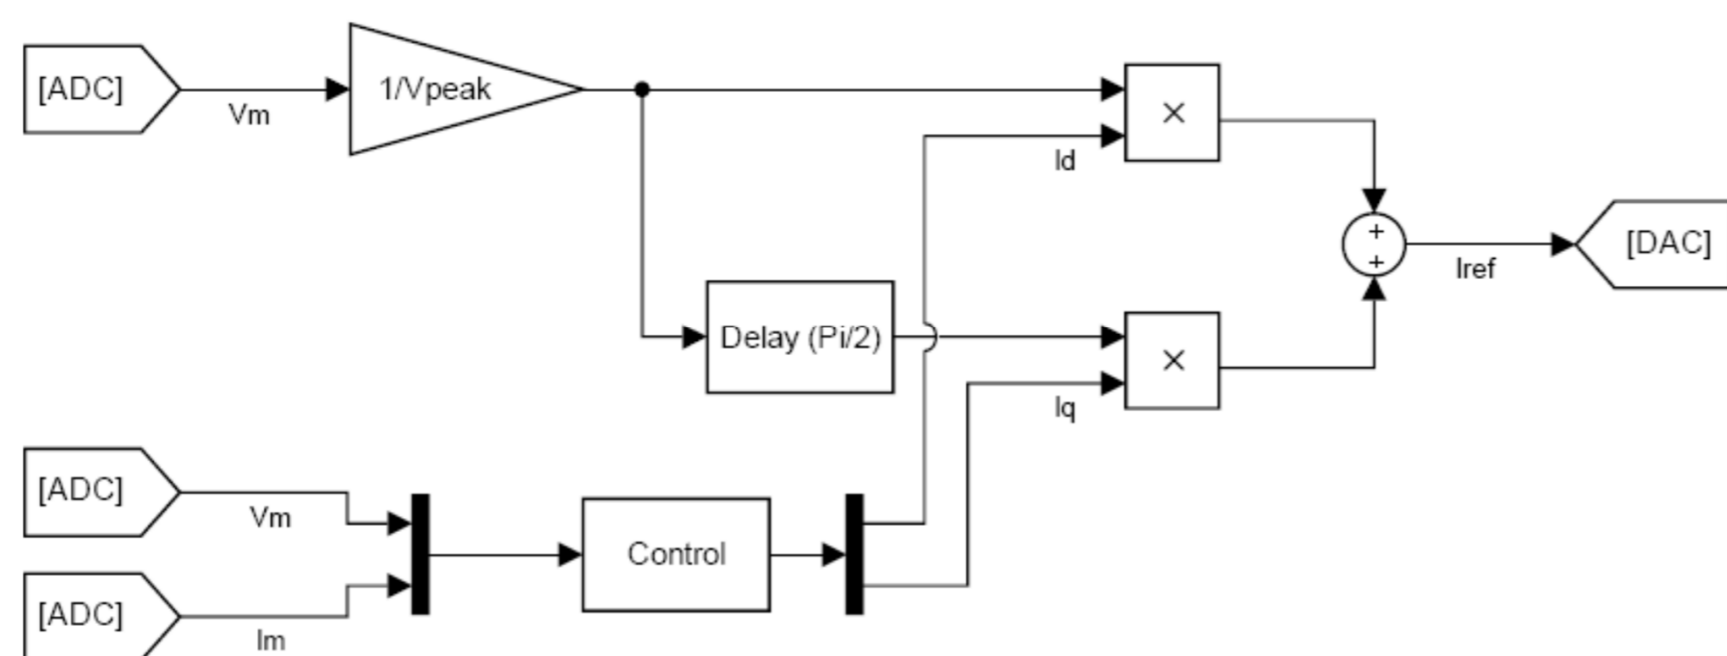 [ADC]
Vm
1/Vpeak
×
Id
+
+
Iref
[DAC]
Delay (Pi/2)
×
Iq
[ADC]
Vm
Control
[ADC]
Im